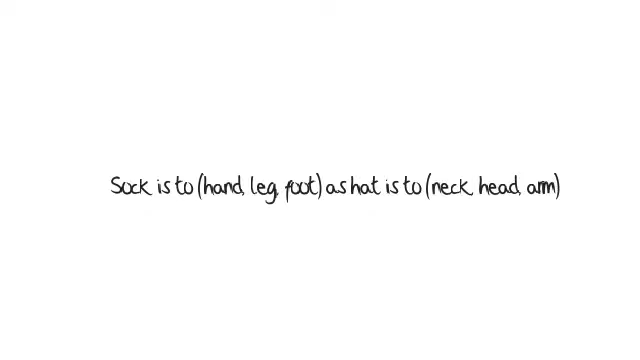 Sock is to (hand, leg, foot) as hat is to (neck, head, arm)